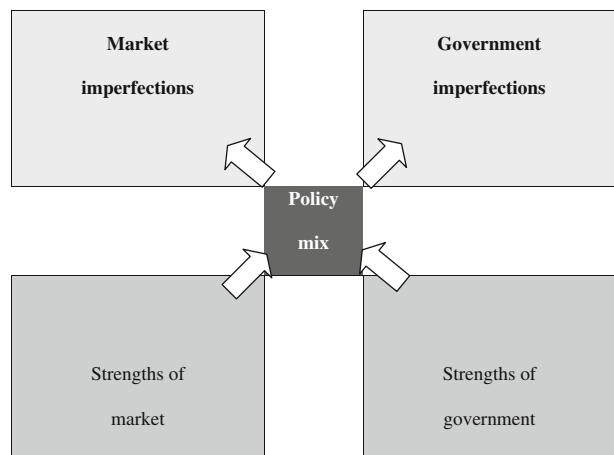 Market
imperfections
Government
imperfections
Policy
mix
Strengths of
market
Strengths of
government